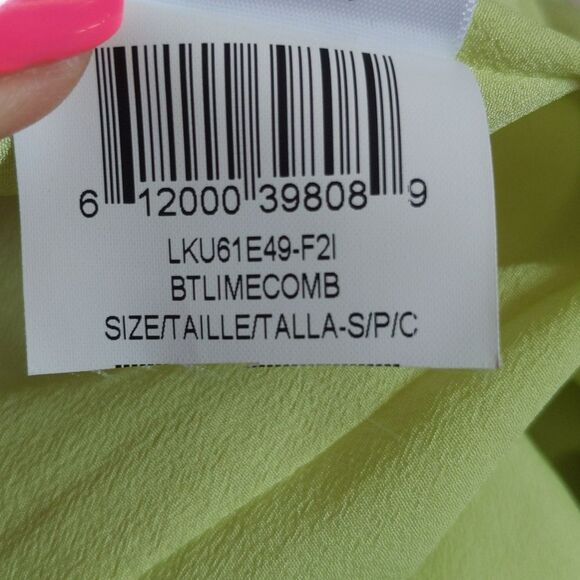 6 12000 39808 9
LKU61E49-F2I
BTLIMECOMB
SIZE/TAILLE/TALLA-S/P/C